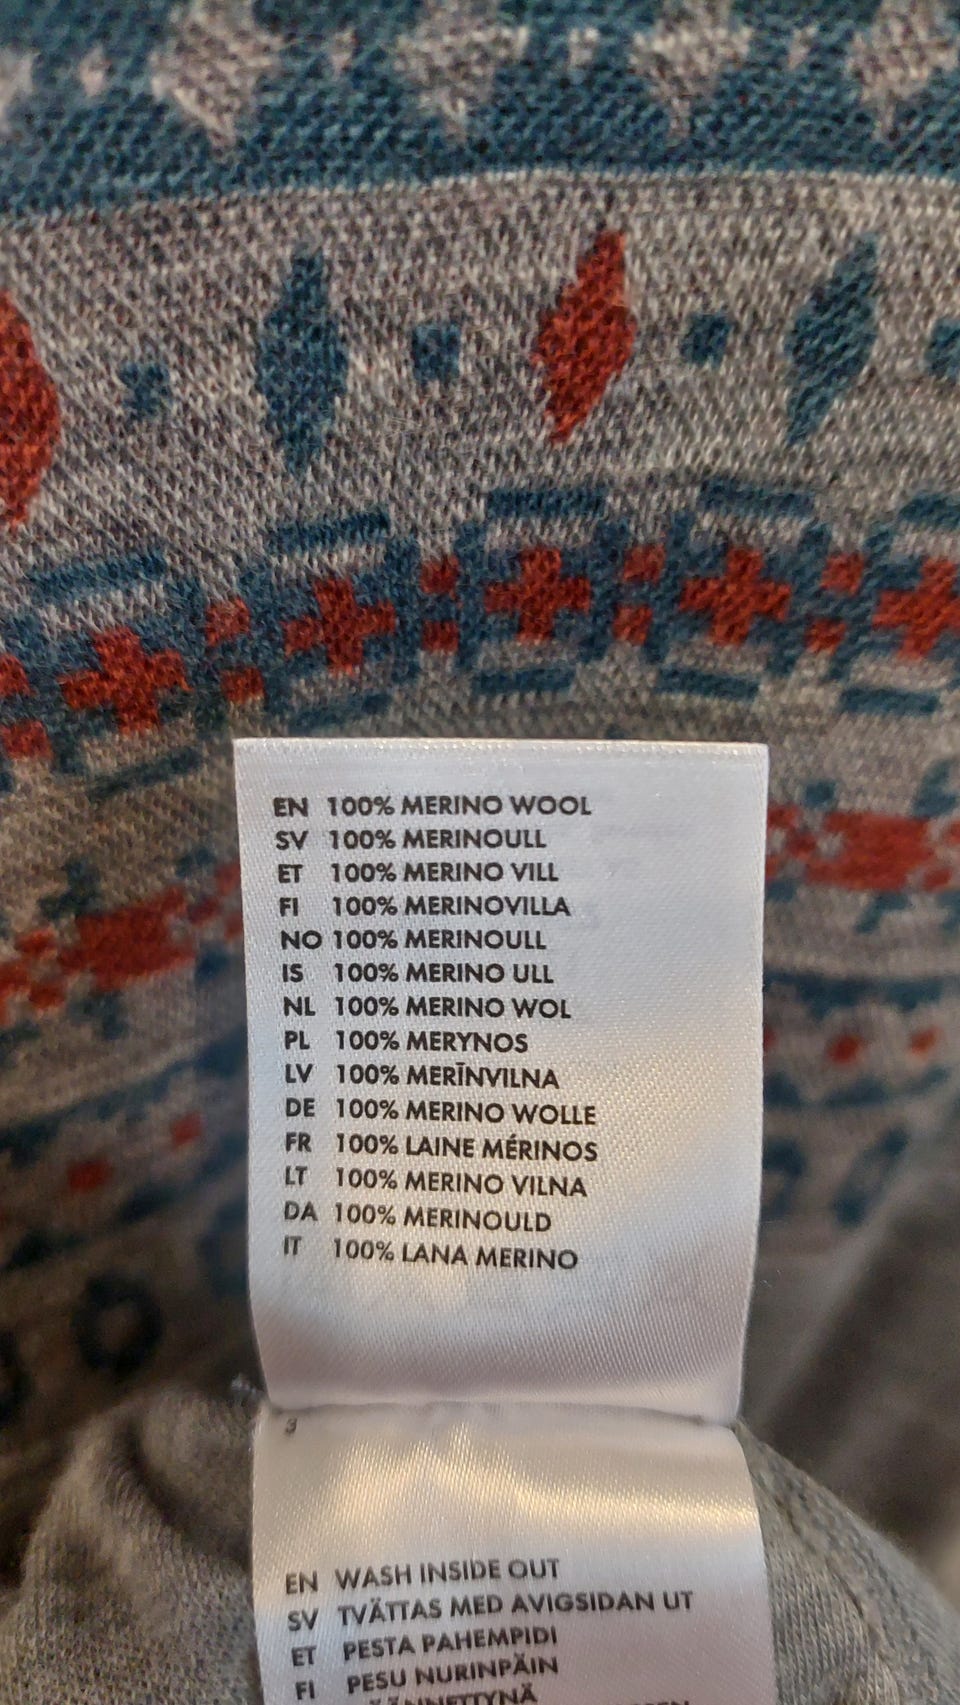 EN 100% MERINO WOOL
SV 100% MERINOULL
ET 100% MERINO VILL
FI 100% MERINOVILLA
NO 100% MERINOULL
IS 100% MERINO ULL
NL 100% MERINO WOL
PL 100% MERYNOS
LV 100% MERĪNVILNA
DE 100% MERINO WOLLE
FR 100% LAINE MÉRINOS
LT 100% MERINO VILNA
DA 100% MERINOULD
IT 100% LANA MERINO
3
EN WASH INSIDE OUT
SV TVÄTTAS MED AVIGSIDAN UT
ET PESTA PAHEMPIDI
FI PESU NURINPÄIN